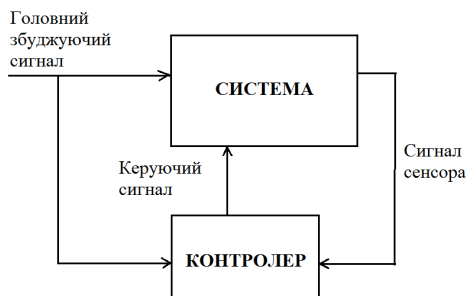 Головний
збуджуючий
сигнал
СИСТЕМА
Керуючий
сигнал
Сигнал
сенсора
КОНТРОЛЕР